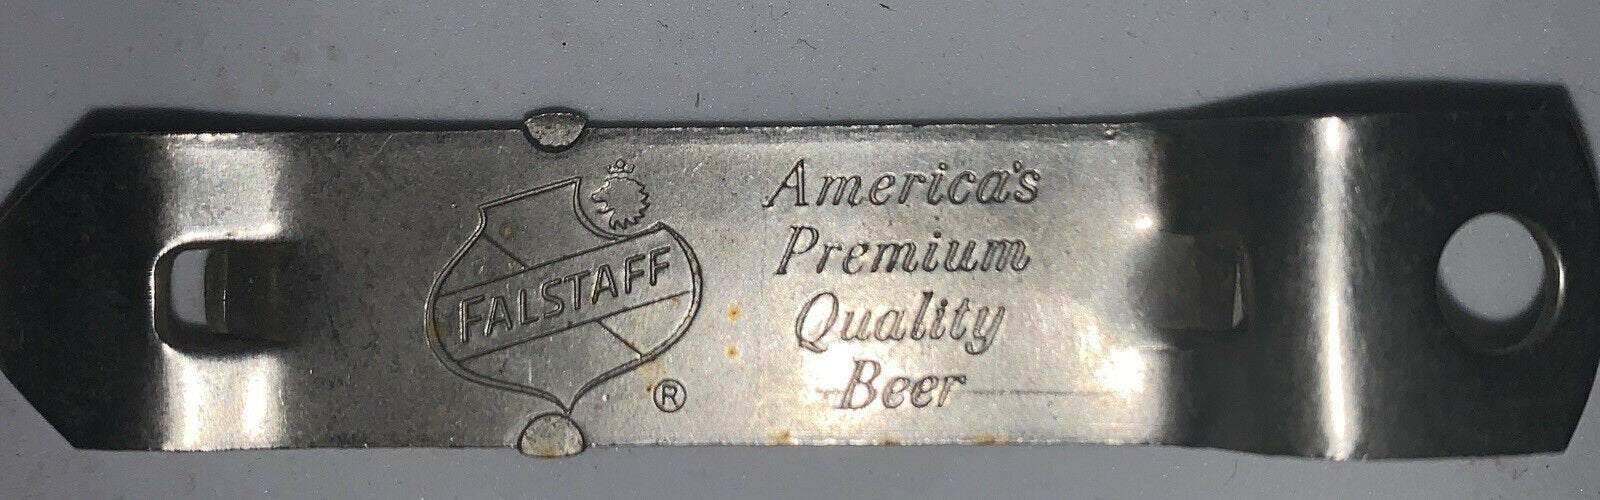 FALSTAFF
®
America's
Premium
Quality
Beer